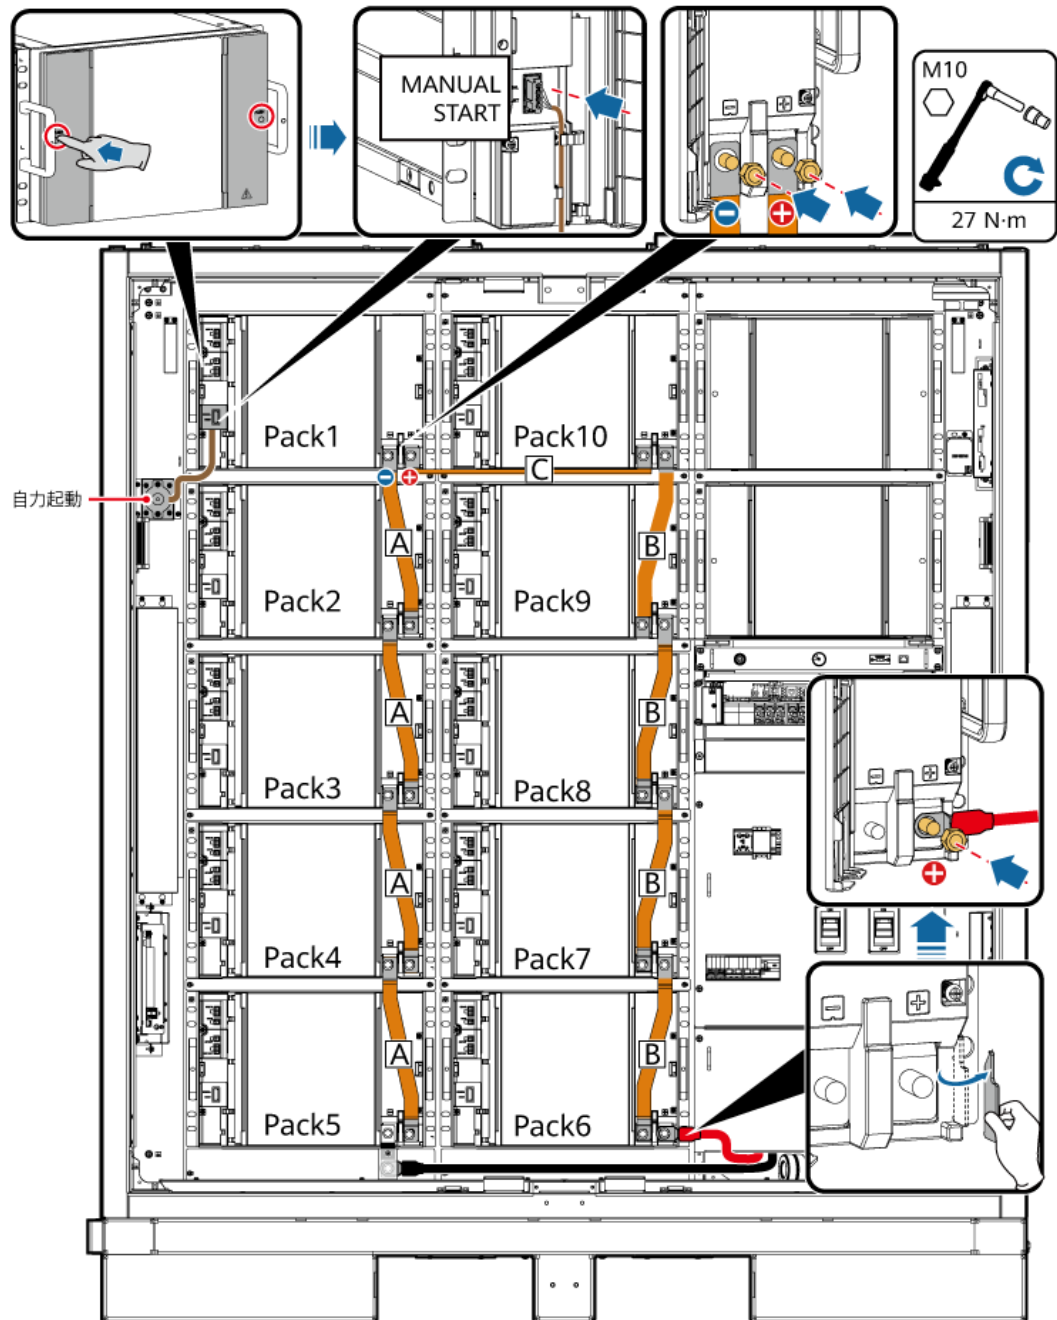 MANUAL
START
M10
27 N·m
Pack1
Pack10
C
自力起動
A
B
Pack2
Pack9
A
B
Pack3
Pack8
A
B
Pack4
Pack7
A
B
Pack5
Pack6